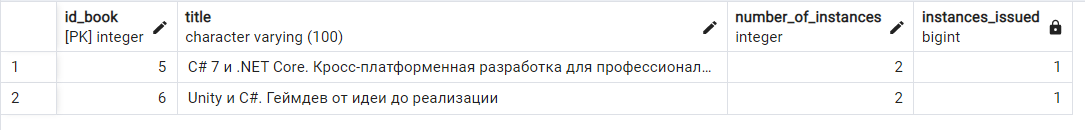 id_book title number_of_instances instances_issued
[PK] integer character varying (100) integer bigint
1 5 C# 7 и .NET Core. Кросс-платформенная разработка для профессионал... 2 1
2 6 Unity и C#. Геймдев от идеи до реализации 2 1